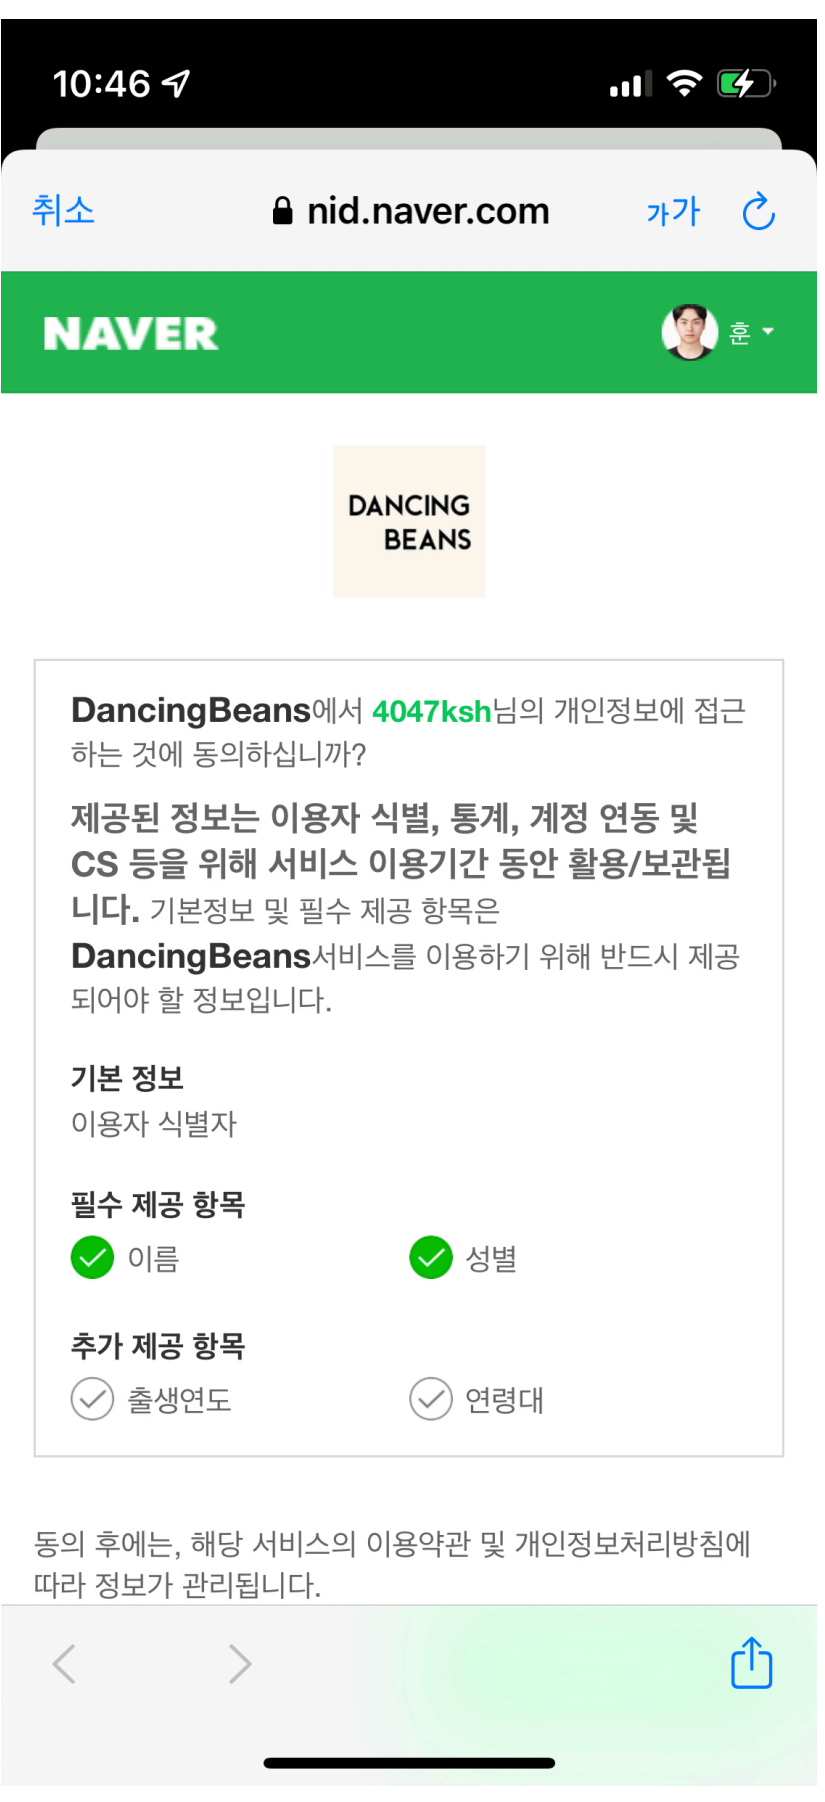 10:46
취소
nid.naver.com
가가
NAVER
훈
DANCING
BEANS
DancingBeans에서 4047ksh님의 개인정보에 접근
하는 것에 동의하십니까?
제공된 정보는 이용자 식별, 통계, 계정 연동 및
CS 등을 위해 서비스 이용기간 동안 활용/보관됩
니다. 기본정보 및 필수 제공 항목은
DancingBeans서비스를 이용하기 위해 반드시 제공
되어야 할 정보입니다.
기본 정보
이용자 식별자
필수 제공 항목
이름
성별
추가 제공 항목
출생연도
연령대
동의 후에는, 해당 서비스의 이용약관 및 개인정보처리방침에
따라 정보가 관리됩니다.